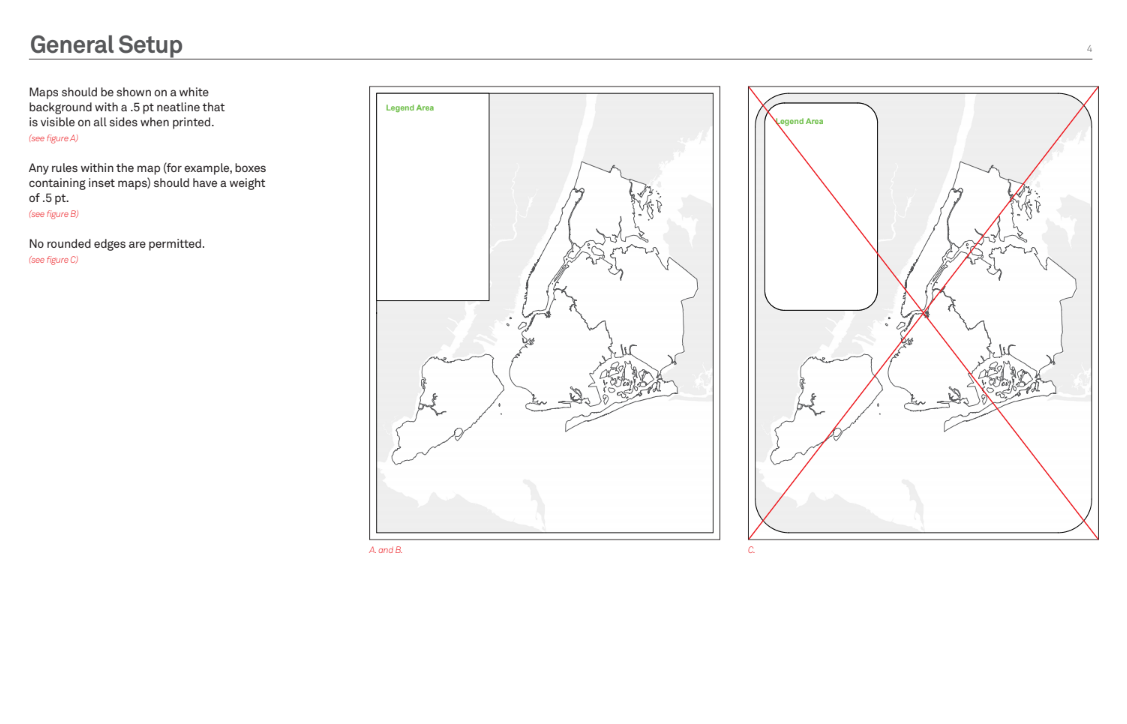 General Setup
4
Maps should be shown on a white
background with a .5 pt neatline that
is visible on all sides when printed.
(see figure A)
Any rules within the map (for example, boxes
containing inset maps) should have a weight
of .5 pt.
(see figure B)
No rounded edges are permitted.
(see figure C)
Legend Area
A. and B.
Legend Area
C.